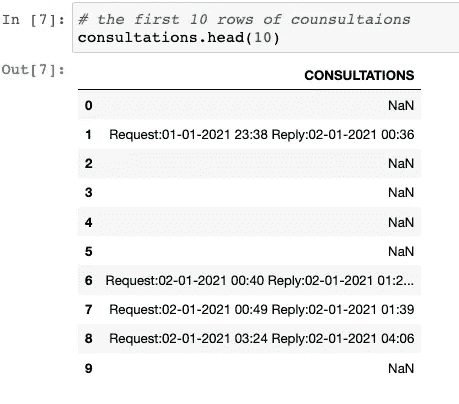 In [7]: # the first 10 rows of counsultaions
consultations.head(10)
Out[7]:
CONSULTATIONS
0 NaN
1 Request:01-01-2021 23:38 Reply:02-01-2021 00:36
2 NaN
3 NaN
4 NaN
5 NaN
6 Request:02-01-2021 00:40 Reply:02-01-2021 01:2...
7 Request:02-01-2021 00:49 Reply:02-01-2021 01:39
8 Request:02-01-2021 03:24 Reply:02-01-2021 04:06
9 NaN